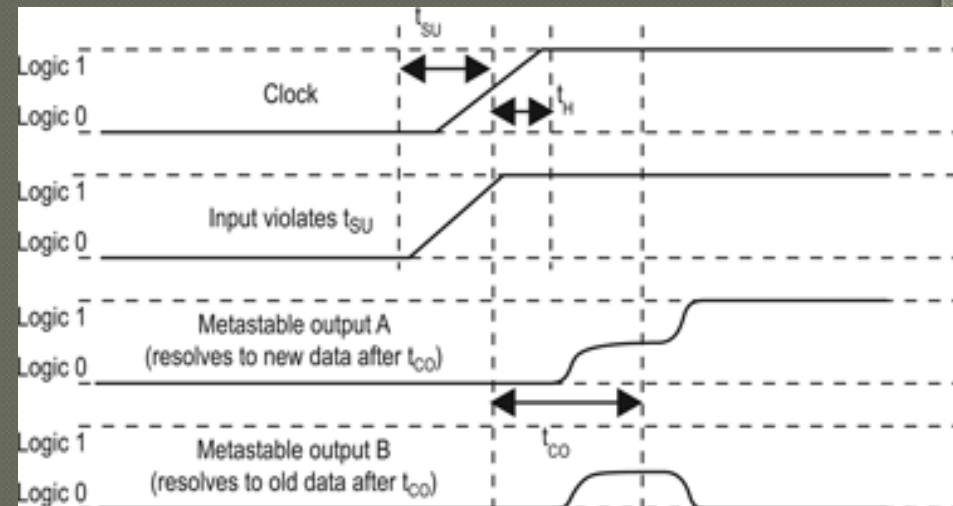 tSU
Logic 1
Clock
tH
Logic 0
Logic 1
Input violates tSU
Logic 0
Logic 1
Metastable output A
(resolves to new data after tCO)
Logic 0
tCO
Logic 1
Metastable output B
(resolves to old data after tCO)
Logic 0